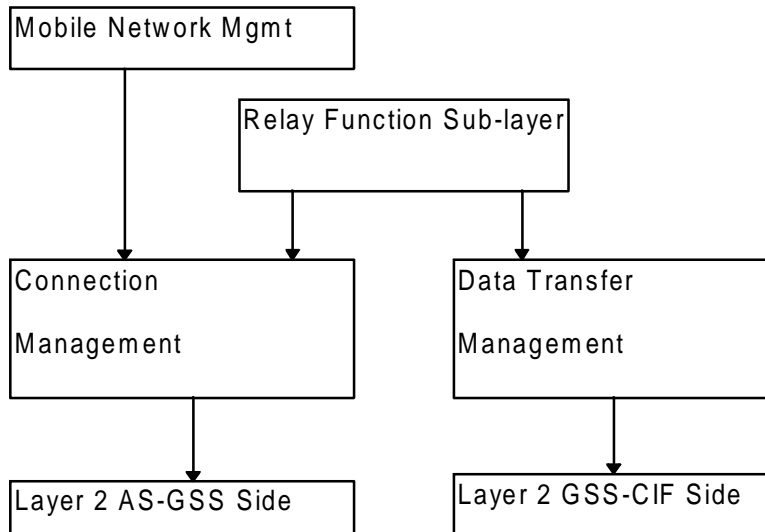 Mobile Network Mgmt
Relay Function Sub-layer
Connection
Management
Data Transfer
Management
Layer 2 AS-GSS Side
Layer 2 GSS-CIF Side